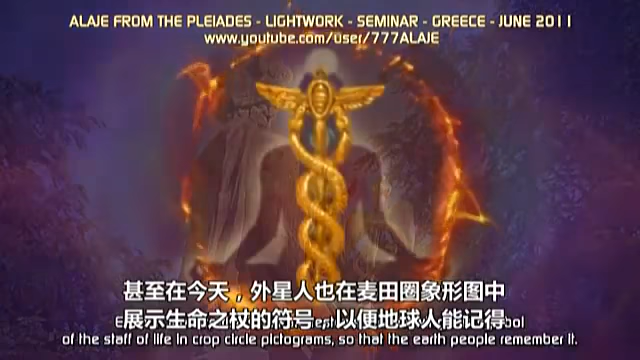 ALAJE FROM THE PLEIADES - LIGHTWORK - SEMINAR - GREECE - JUNE 2011
www.youtube.com/user/777ALAJE
甚至在今天，外星人也在麦田圈象形图中
展示生命之杖的符号，以便地球人能记得
of the staff of life in crop circle pictograms, so that the earth people remember it.